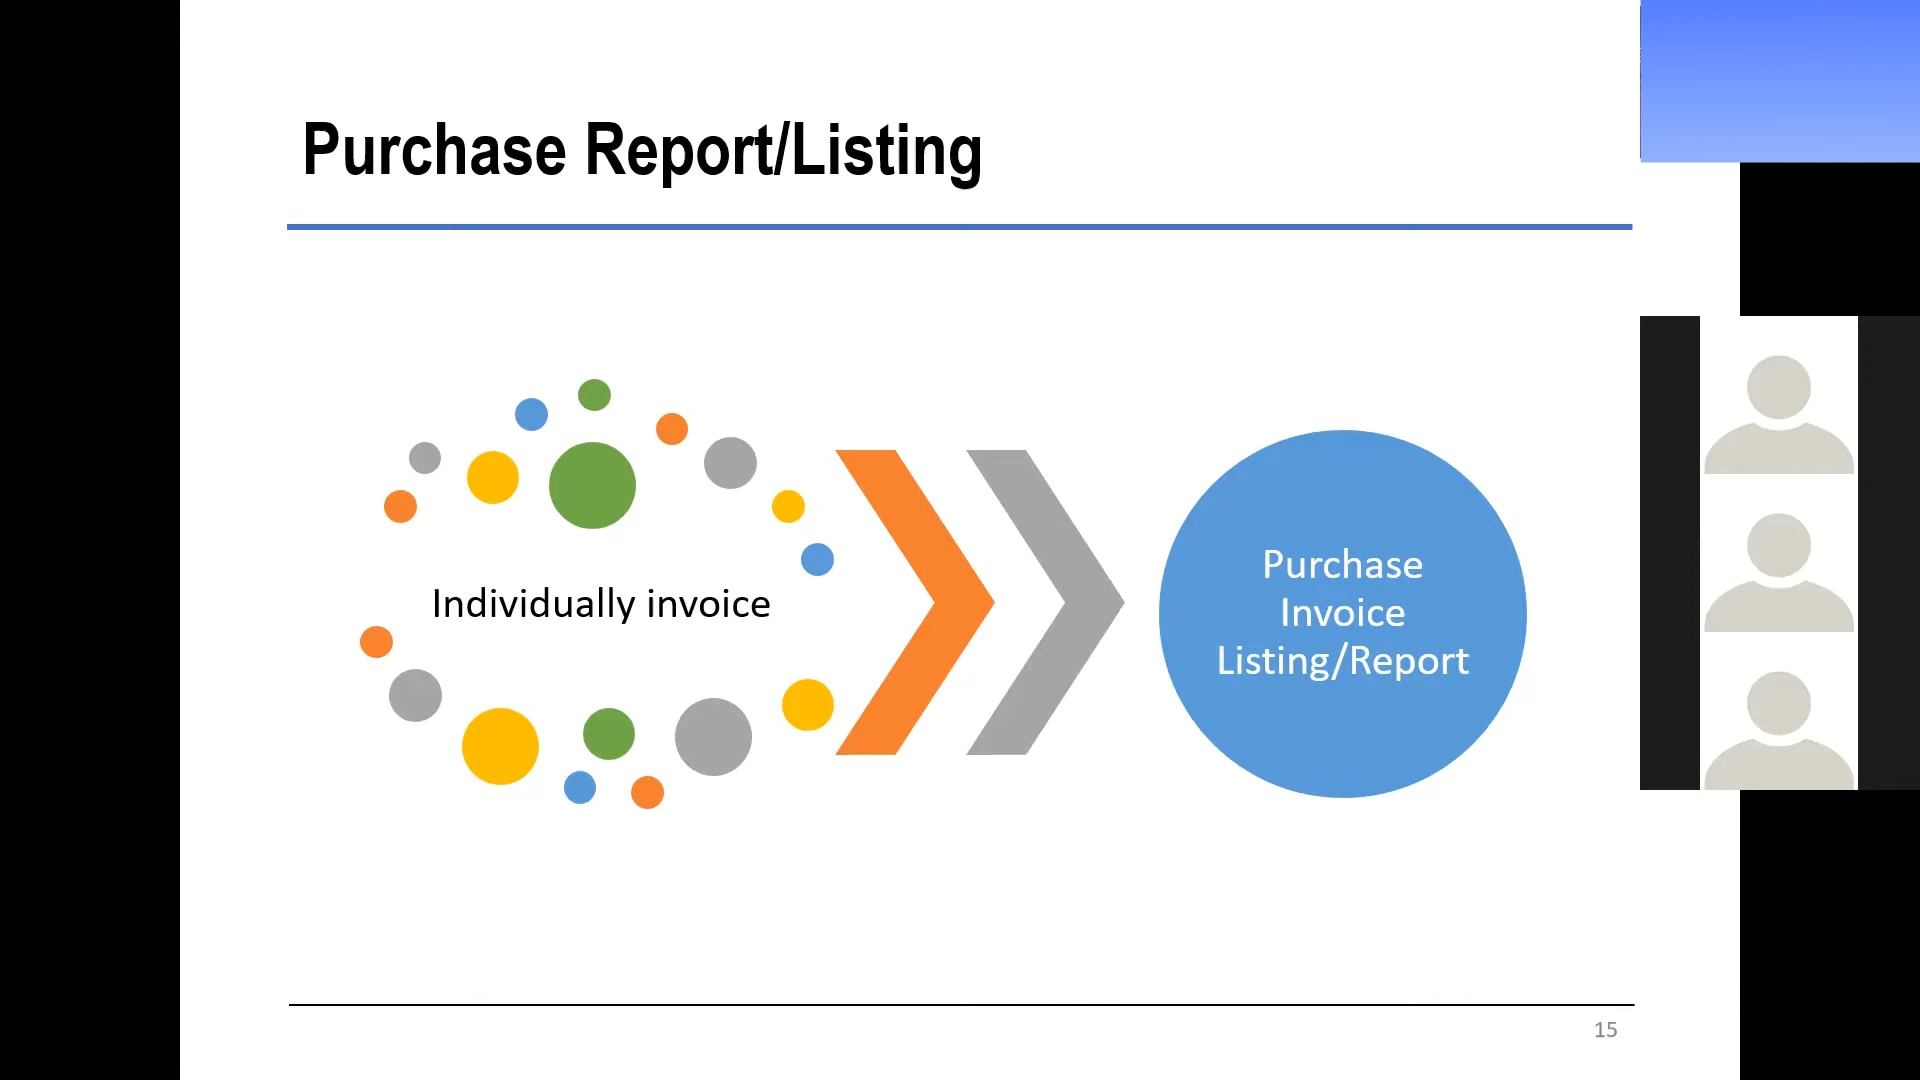 Purchase Report/Listing
Individually invoice
Purchase
Invoice
Listing/Report
15